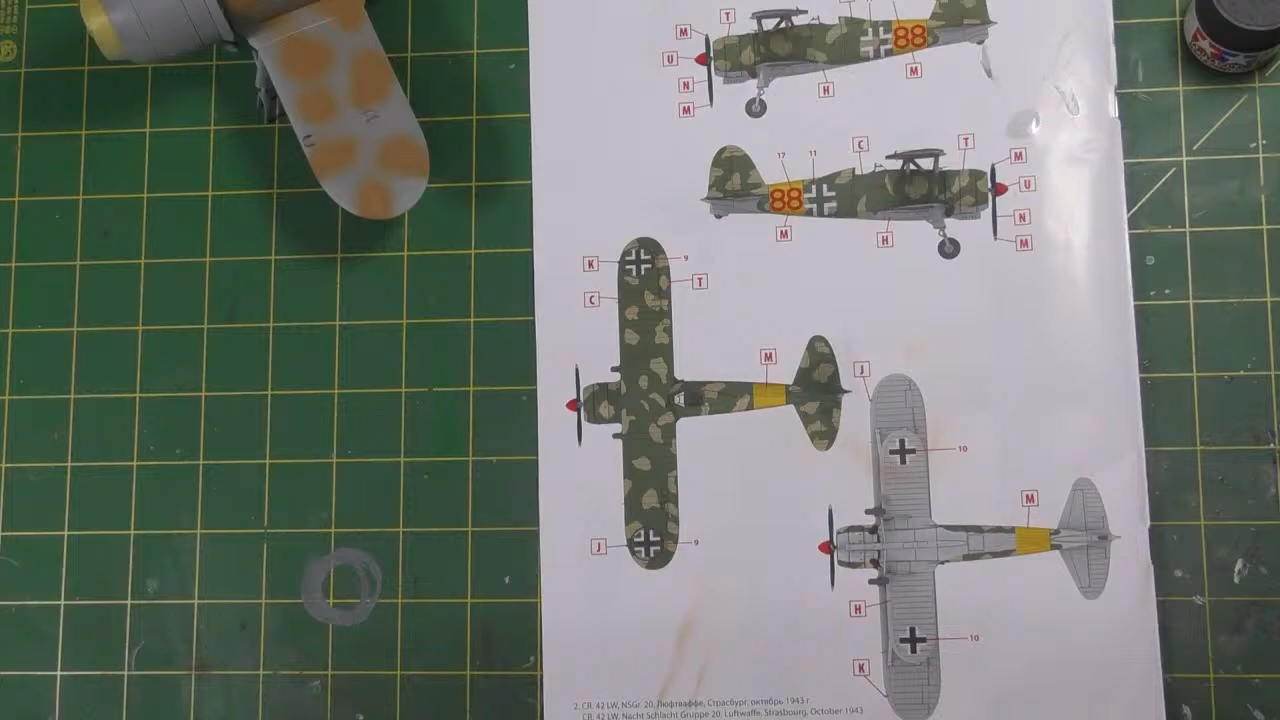 T
M
88
U
N
M
H
M
17
11
C
T
M
88
U
N
M
M
H
K
9
T
C
M
J
J
9
10
M
H
10
K
2. CR. 42 LW, NSGr. 20, Люфтваффе, Страсбург, октябрь 1943 г.
CR. 42 LW, Nacht Schlacht Gruppe 20, Luftwaffe, Strasbourg, October 1943